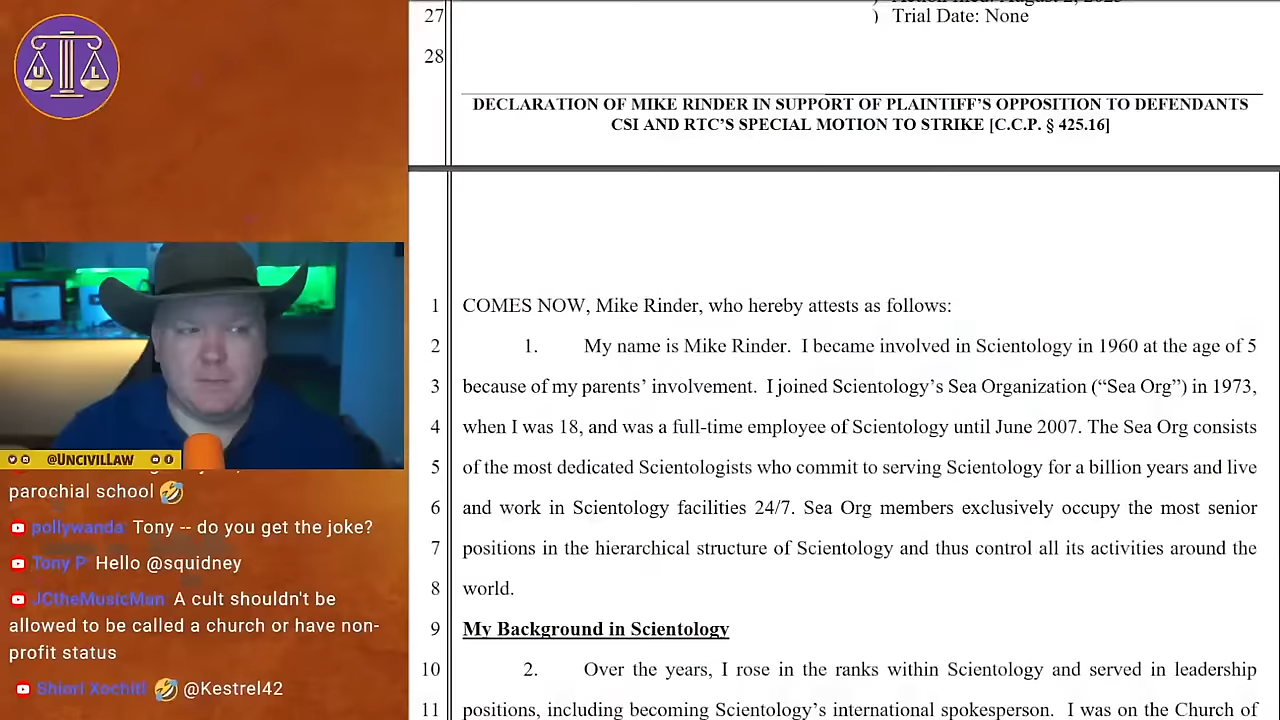 27
) Trial Date: None
28
DECLARATION OF MIKE RINDER IN SUPPORT OF PLAINTIFF'S OPPOSITION TO DEFENDANTS
CSI AND RTC'S SPECIAL MOTION TO STRIKE [C.C.P. § 425.16]
1 COMES NOW, Mike Rinder, who hereby attests as follows:
2 1. My name is Mike Rinder. I became involved in Scientology in 1960 at the age of 5
3 because of my parents' involvement. I joined Scientology's Sea Organization ("Sea Org") in 1973,
4 when I was 18, and was a full-time employee of Scientology until June 2007. The Sea Org consists
5 of the most dedicated Scientologists who commit to serving Scientology for a billion years and live
6 and work in Scientology facilities 24/7. Sea Org members exclusively occupy the most senior
7 positions in the hierarchical structure of Scientology and thus control all its activities around the
8 world.
9 My Background in Scientology
10 2. Over the years, I rose in the ranks within Scientology and served in leadership
11 positions, including becoming Scientology's international spokesperson. I was on the Church of
U L
@UNCIVILLAW
parochial school 🤣
pollywanda Tony -- do you get the joke?
Tony P Hello @squidney
JCtheMusicMan A cult shouldn't be
allowed to be called a church or have non-
profit status
Shiori Xochitl 🤣 @Kestrel42